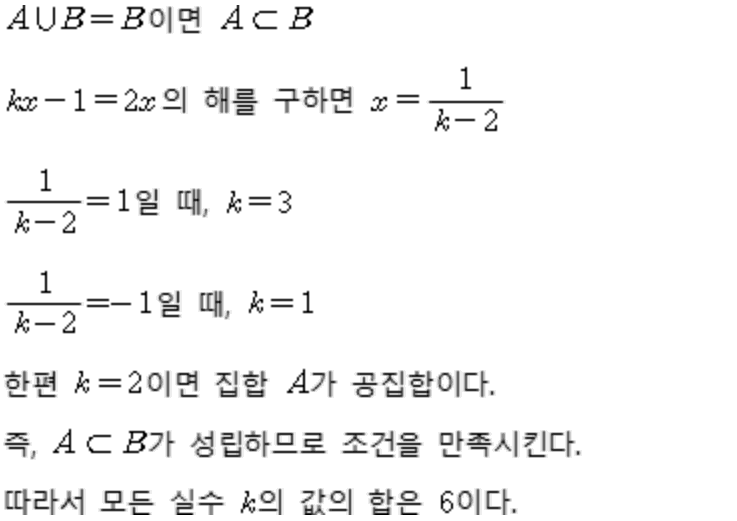 A∪B=B이면 A⊂B
kx-1=2x의 해를 구하면 x=1/(k-2)
1/(k-2)=1일 때, k=3
1/(k-2)=-1일 때, k=1
한편 k=2이면 집합 A가 공집합이다.
즉, A⊂B가 성립하므로 조건을 만족시킨다.
따라서 모든 실수 k의 값의 합은 6이다.